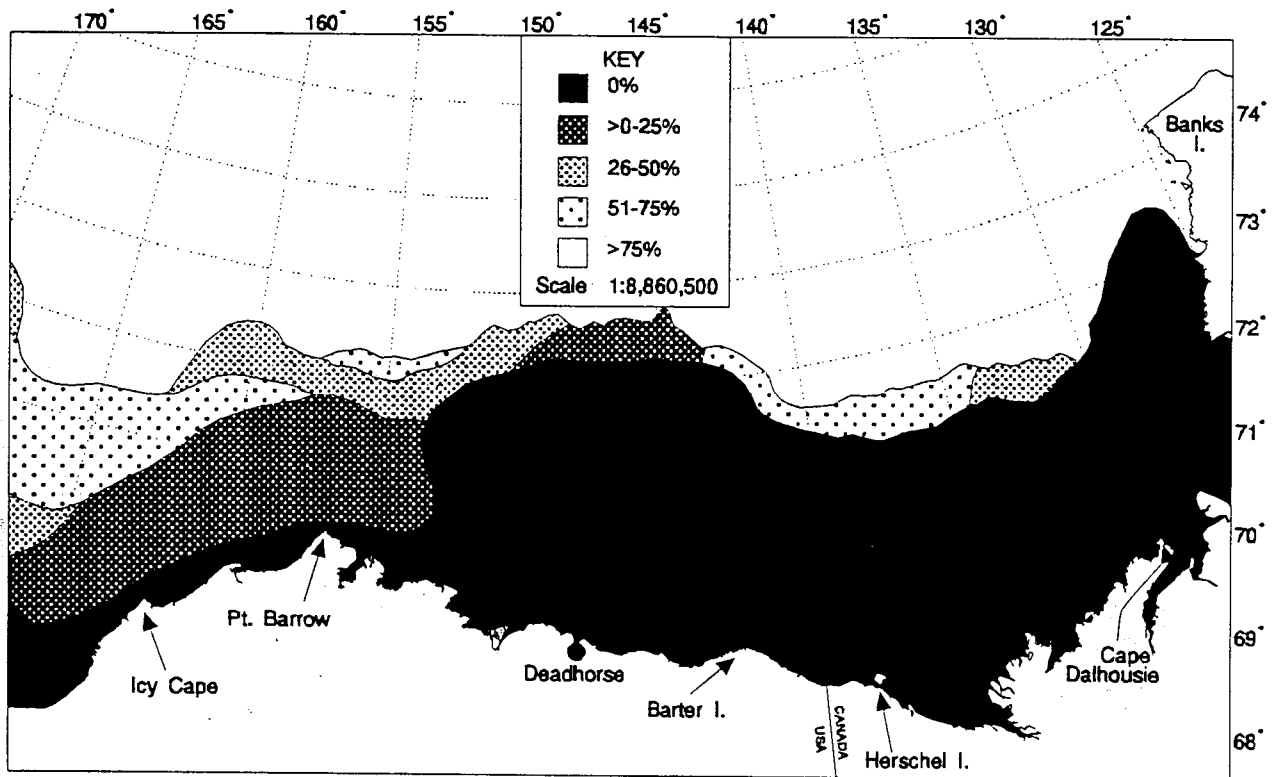 170° 165° 160° 155° 150° 145° 140° 135° 130° 125°
KEY
0%
>0-25%
26-50%
51-75%
>75%
Scale 1:8,860,500
Banks
I.
74°
73°
72°
71°
70°
69°
68°
Pt. Barrow
Icy Cape
Deadhorse
Barter I.
CANADA
USA
Herschel I.
Cape
Dalhousie